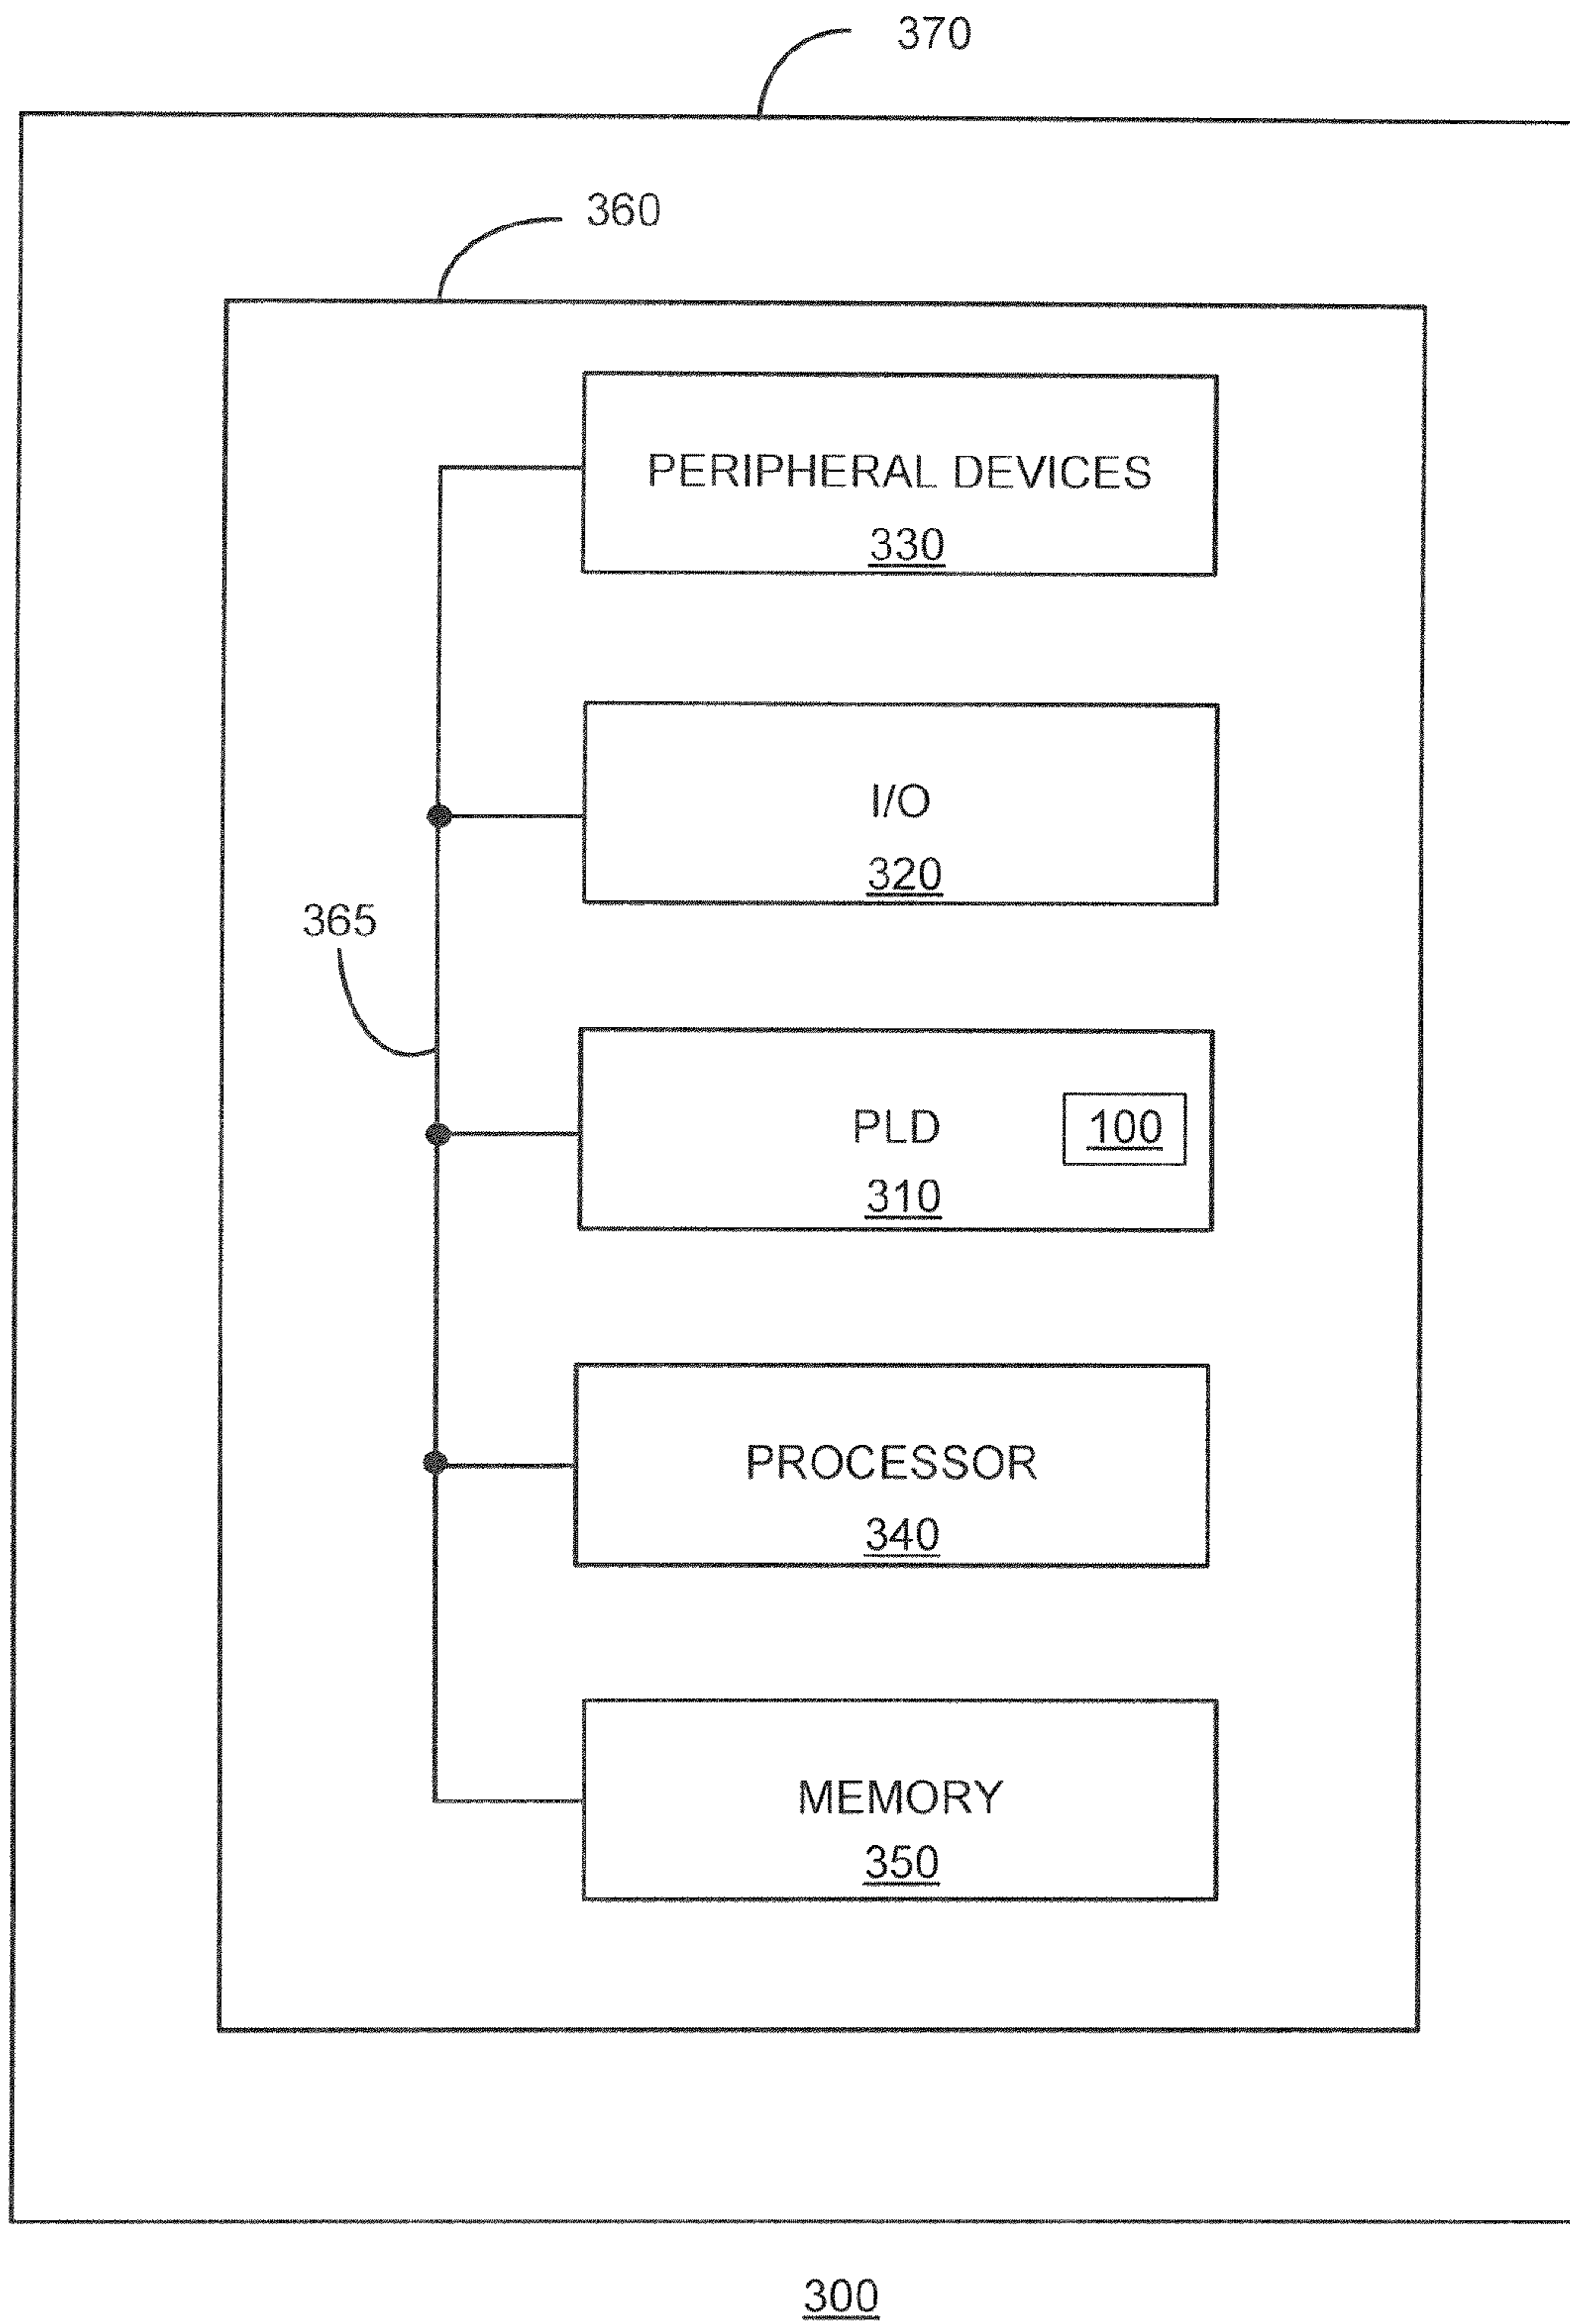 370
360
PERIPHERAL DEVICES
330
I/O
320
365
PLD
100
310
PROCESSOR
340
MEMORY
350
300